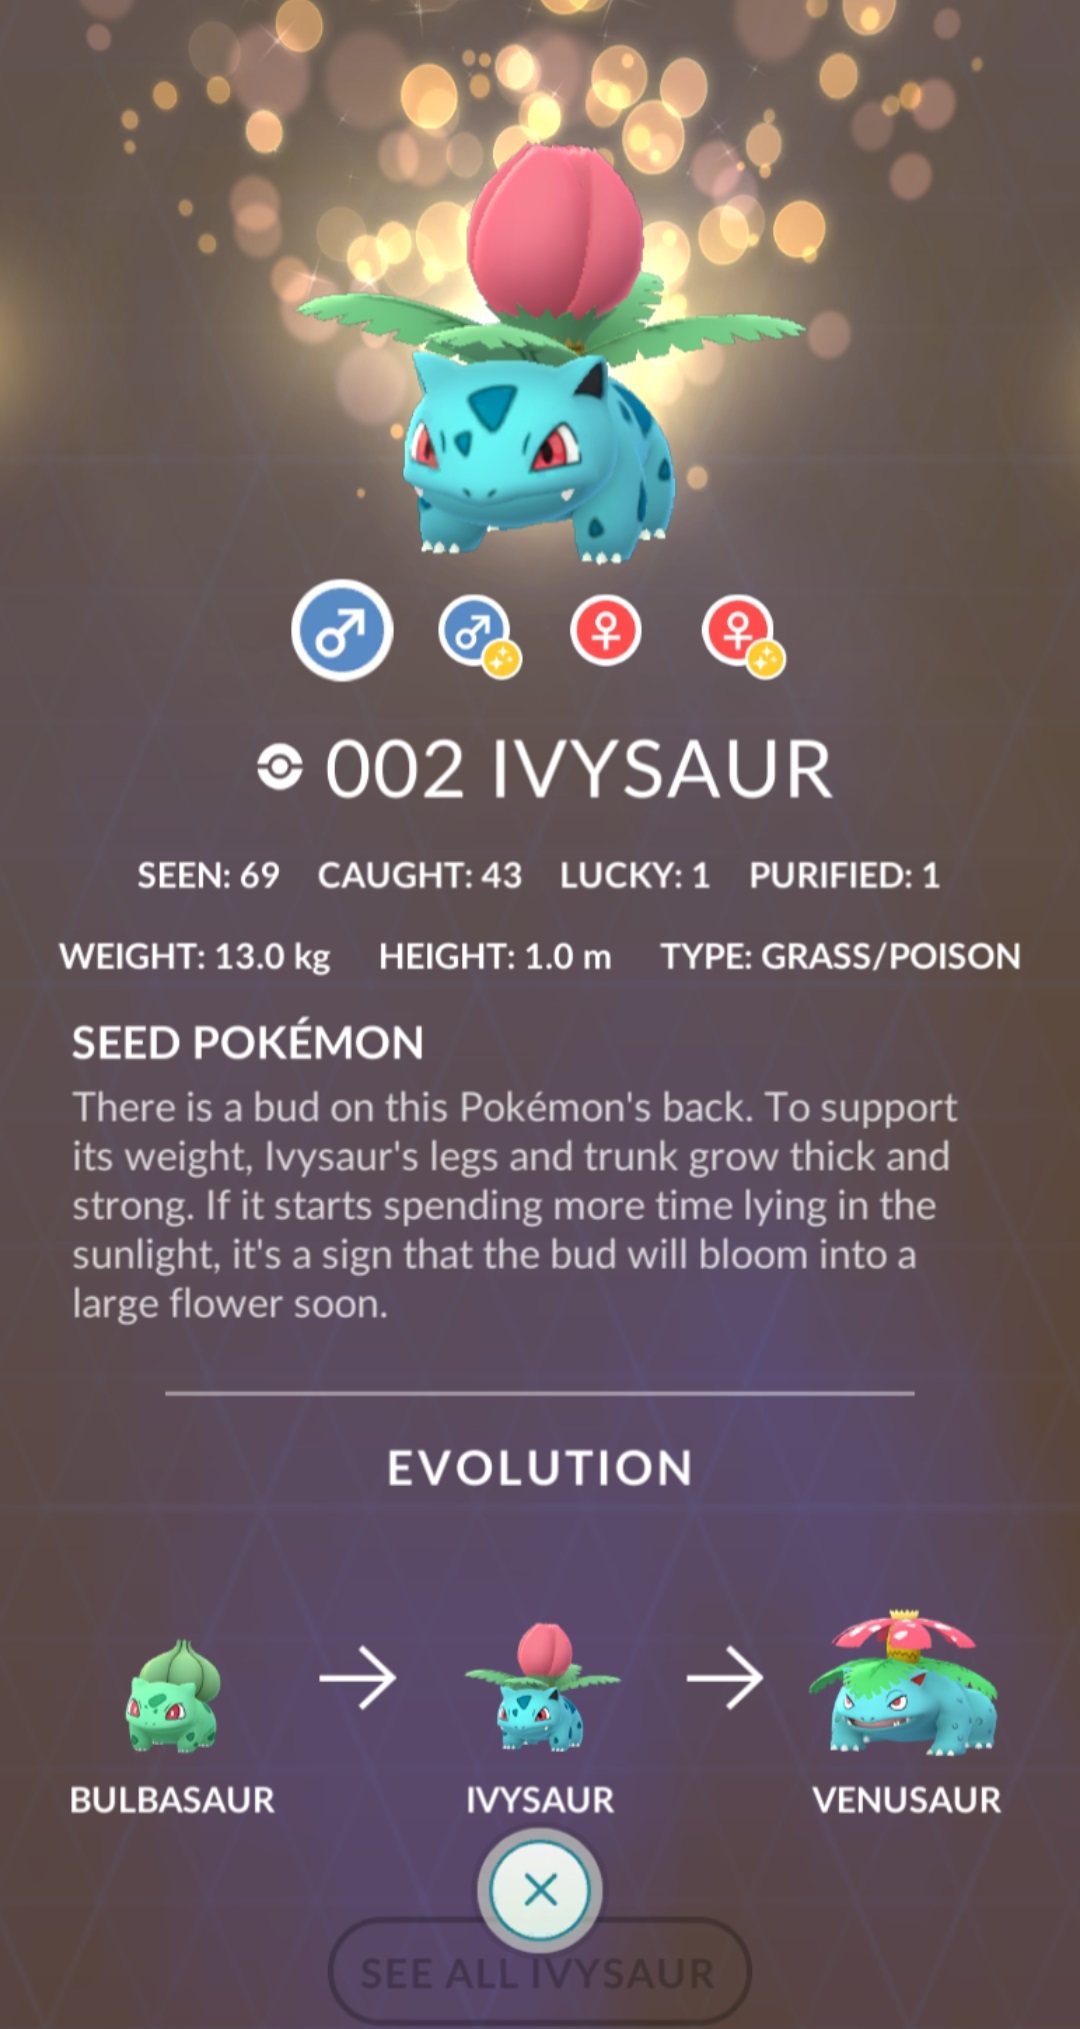 002 IVYSAUR
SEEN: 69 CAUGHT: 43 LUCKY: 1 PURIFIED: 1
WEIGHT: 13.0 kg HEIGHT: 1.0 m TYPE: GRASS/POISON
SEED POKÉMON
There is a bud on this Pokémon's back. To support
its weight, Ivysaur's legs and trunk grow thick and
strong. If it starts spending more time lying in the
sunlight, it's a sign that the bud will bloom into a
large flower soon.
EVOLUTION
BULBASAUR IVYSAUR VENUSAUR
SEE ALL IVYSAUR